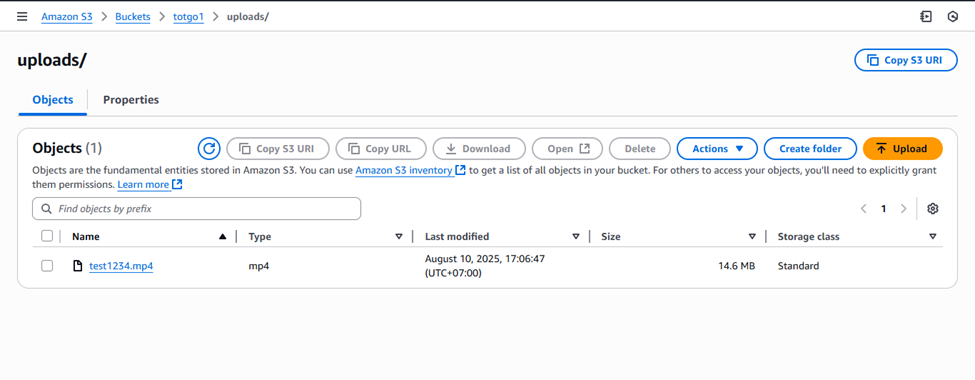 Amazon S3 > Buckets > totgo1 > uploads/
uploads/
Copy S3 URI
Objects Properties
Objects (1)
Copy S3 URI Copy URL Download Open Delete Actions Create folder Upload
Objects are the fundamental entities stored in Amazon S3. You can use Amazon S3 inventory to get a list of all objects in your bucket. For others to access your objects, you'll need to explicitly grant
them permissions. Learn more
Find objects by prefix
1
Name Type Last modified Size Storage class
test1234.mp4 mp4 August 10, 2025, 17:06:47 14.6 MB Standard
(UTC+07:00)